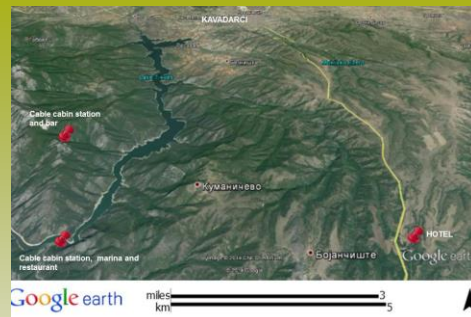 KAVADARCI
Cable cabin station
and bar
Куманичево
Cable cabin station, marina and
restaurant
HOTEL
Бојанчиште
Google earth
Google earth
miles
3
km
5